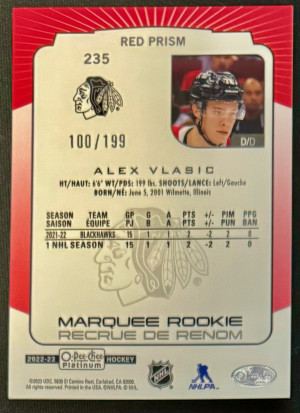 RED PRISM
235
100/199
D/D
ALEX VLASIC
HT/HAUT: 6'6" WT/PDS: 199 lbs. SHOOTS/LANCE: Left/Gauche
BORN/NÉ: June 5, 2001 Wilmette, Illinois
SEASON TEAM GP G A PTS +/- PIM PPG
SAISON ÉQUIPE PJ B A PTS +/- PUN BAN
2021-22 BLACKHAWKS 15 1 1 2 -2 2 0
1 NHL SEASON 15 1 1 2 -2 2 0
MARQUEE ROOKIE
RECRUE DE RENOM
2022-23 O-Pee-Chee Platinum HOCKEY
NHL
NHLPA